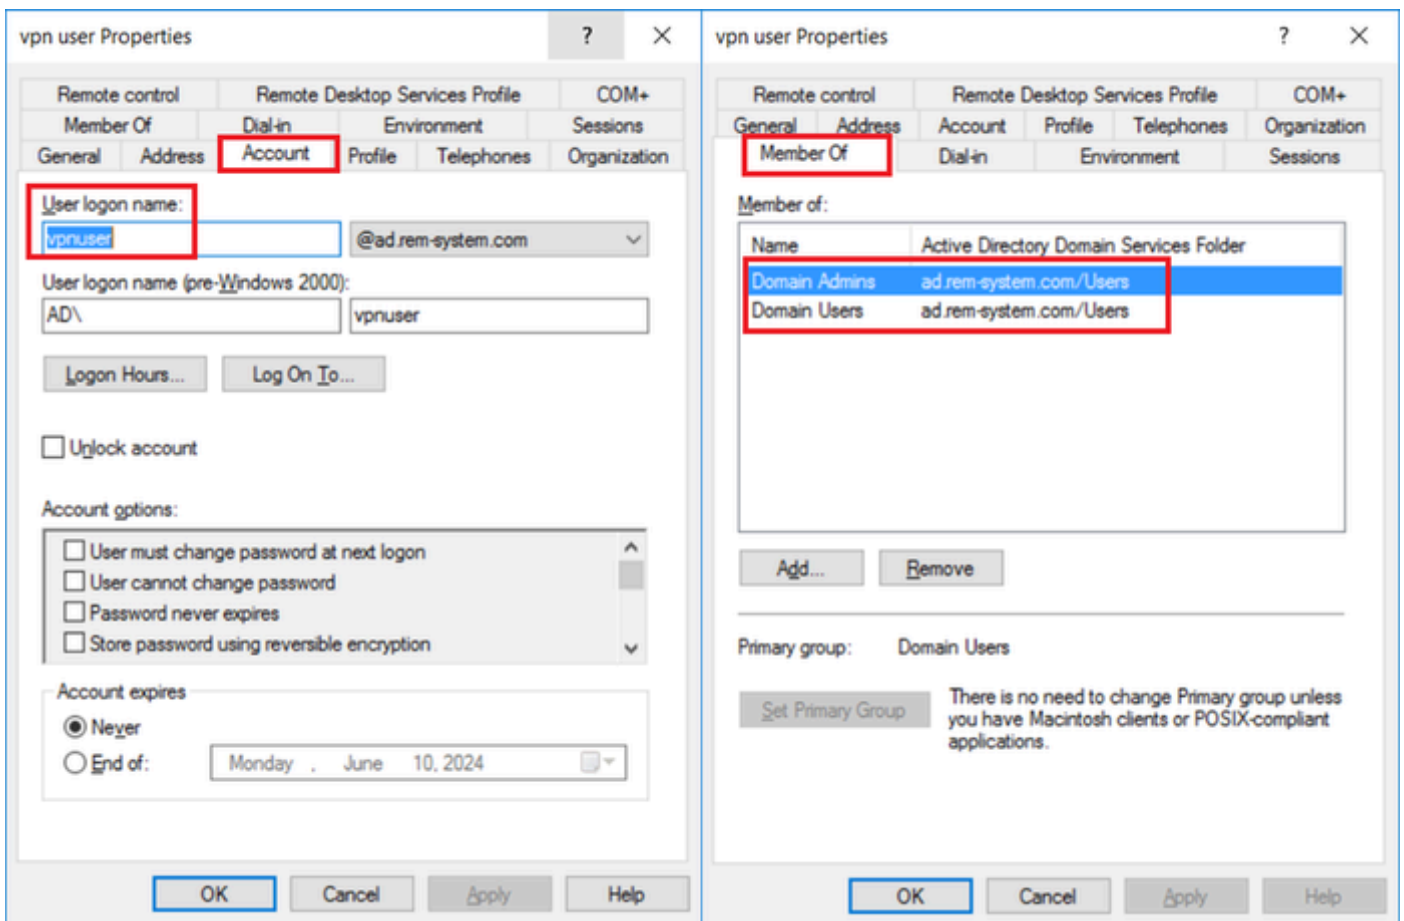 vpn user Properties ? ×
Remote control Remote Desktop Services Profile COM+
Member Of Dial-in Environment Sessions
General Address Account Profile Telephones Organization
User logon name:
vpnuser @ad.rem-system.com
User logon name (pre-Windows 2000):
AD\ vpnuser
Logon Hours... Log On To...
Unlock account
Account options:
User must change password at next logon
User cannot change password
Password never expires
Store password using reversible encryption
Account expires
Never
End of: Monday , June 10, 2024
OK Cancel Apply Help
vpn user Properties ? ×
Remote control Remote Desktop Services Profile COM+
General Address Account Profile Telephones Organization
Member Of Dial-in Environment Sessions
Member of:
Name Active Directory Domain Services Folder
Domain Admins ad.rem-system.com/Users
Domain Users ad.rem-system.com/Users
Add... Remove
Primary group: Domain Users
Set Primary Group
There is no need to change Primary group unless
you have Macintosh clients or POSIX-compliant
applications.
OK Cancel Apply Help